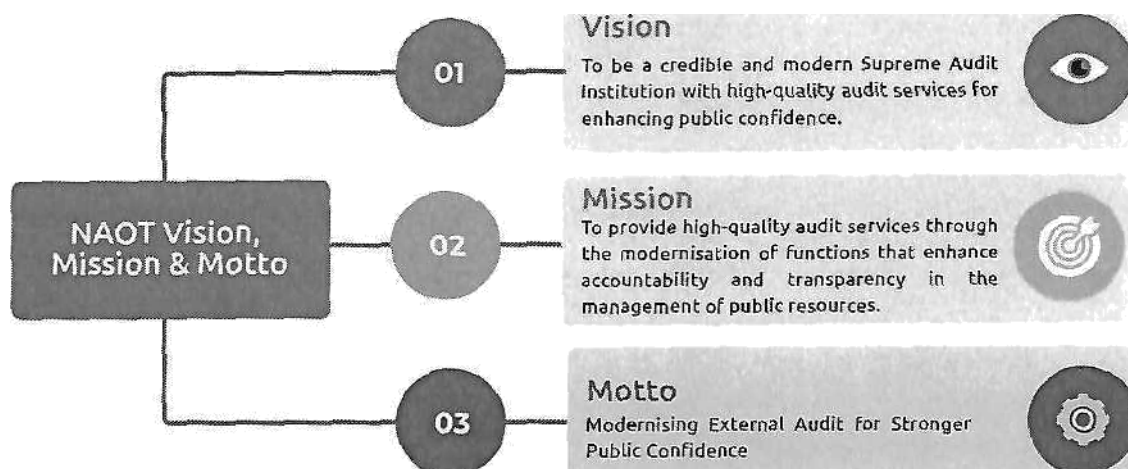 NAOT Vision,
Mission & Motto
01
Vision
To be a credible and modern Supreme Audit
Institution with high-quality audit services for
enhancing public confidence.
02
Mission
To provide high-quality audit services through
the modernisation of functions that enhance
accountability and transparency in the
management of public resources.
03
Motto
Modernising External Audit for Stronger
Public Confidence